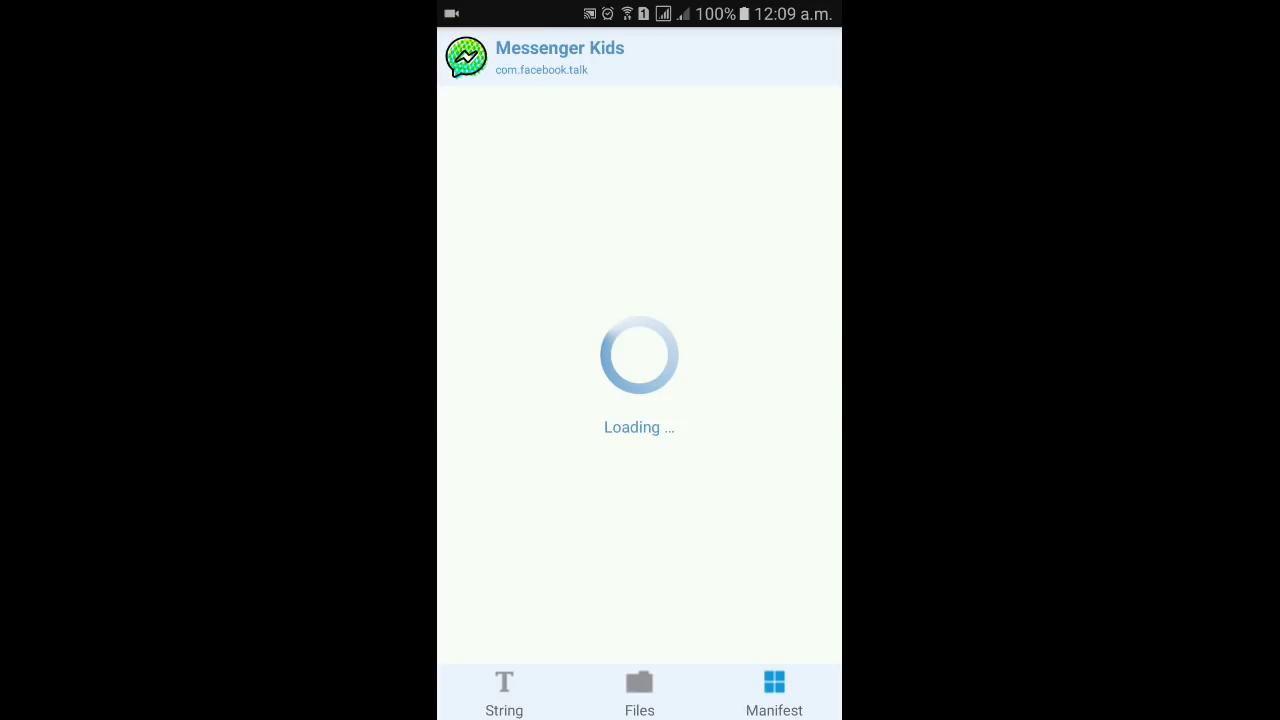 100% 12:09 a.m.
Messenger Kids
com.facebook.talk
Loading ...
String Files Manifest